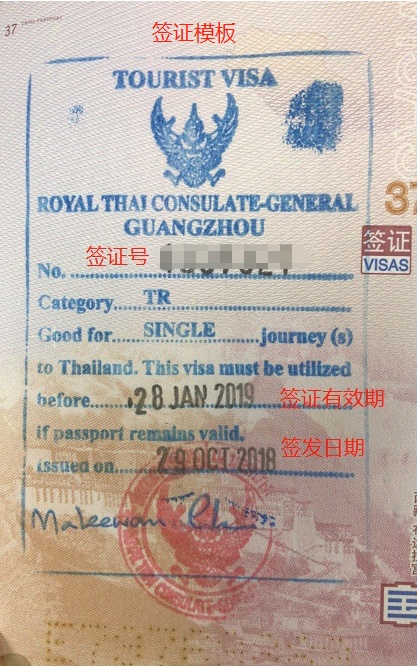 37
签证模板
TOURIST VISA
ROYAL THAI CONSULATE-GENERAL
GUANGZHOU
签证号
No.
37
签证
VISAS
Category......TR
Good for......SINGLE......journey (s)
to Thailand. This visa must be utilized
before......28 JAN 2019 签证有效期
if passport remains valid.
签发日期
issued on......29 OCT 2018